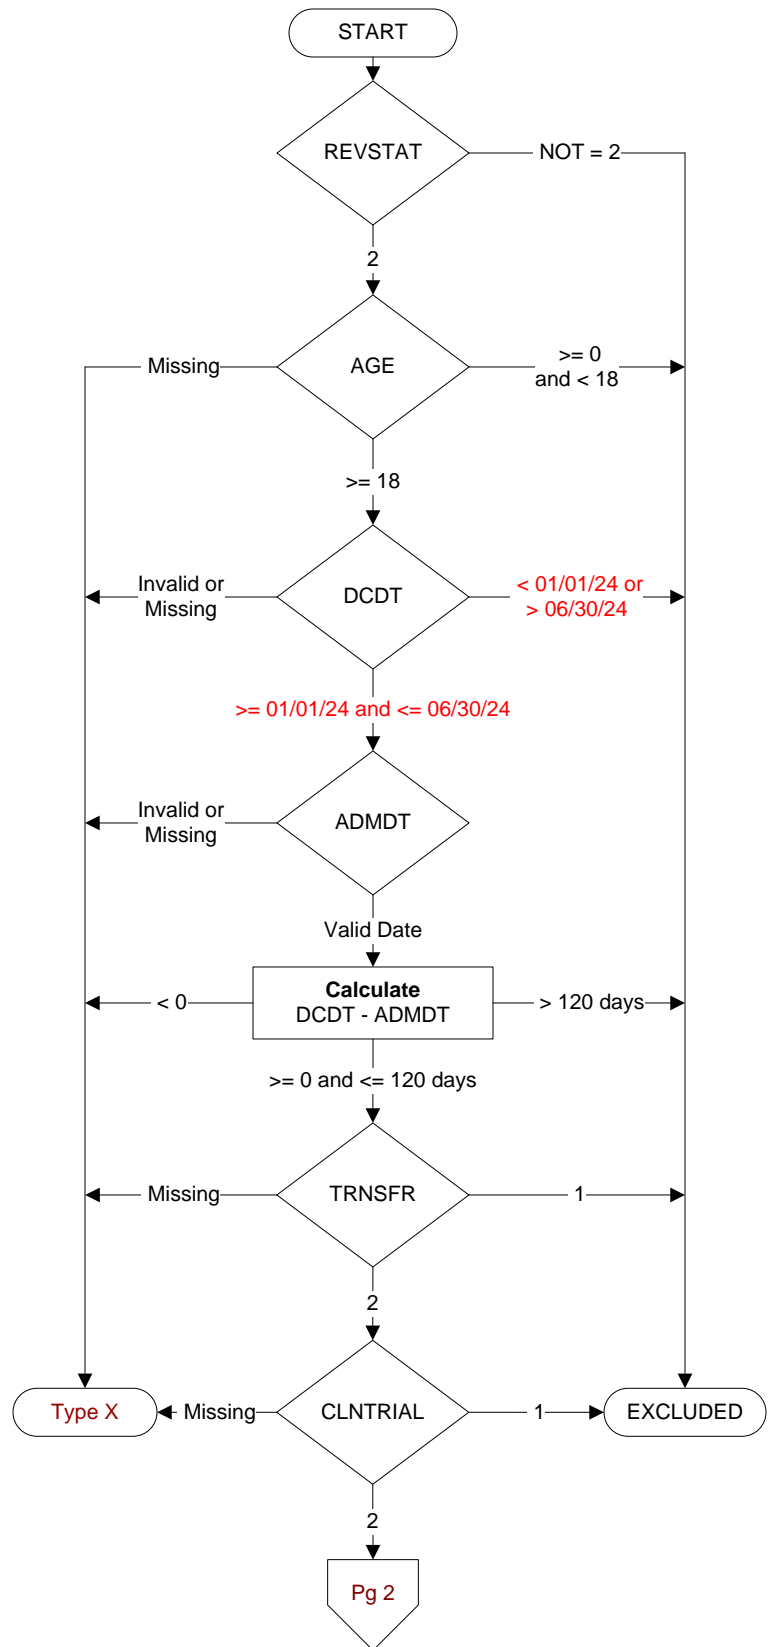 START
REVSTAT
NOT = 2
2
Missing
AGE
>= 0
and < 18
>= 18
Invalid or
Missing
DCDT
< 01/01/24 or
> 06/30/24
>= 01/01/24 and <= 06/30/24
Invalid or
Missing
ADMDT
Valid Date
< 0
Calculate
DCDT - ADMDT
> 120 days
>= 0 and <= 120 days
Missing
TRNSFR
1
2
Type X
Missing
CLNTRIAL
1
EXCLUDED
2
Pg 2